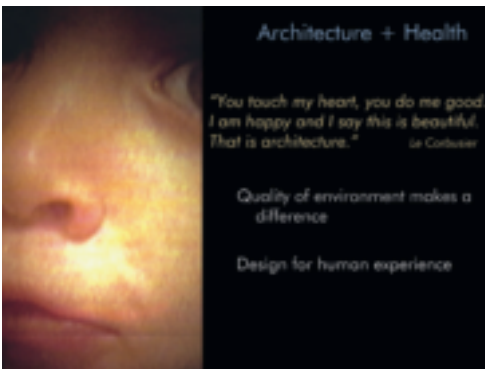 Architecture + Health
"You touch my heart, you do me good.
I am happy and I say this is beautiful.
That is architecture." Le Corbusier
Quality of environment makes a
difference
Design for human experience